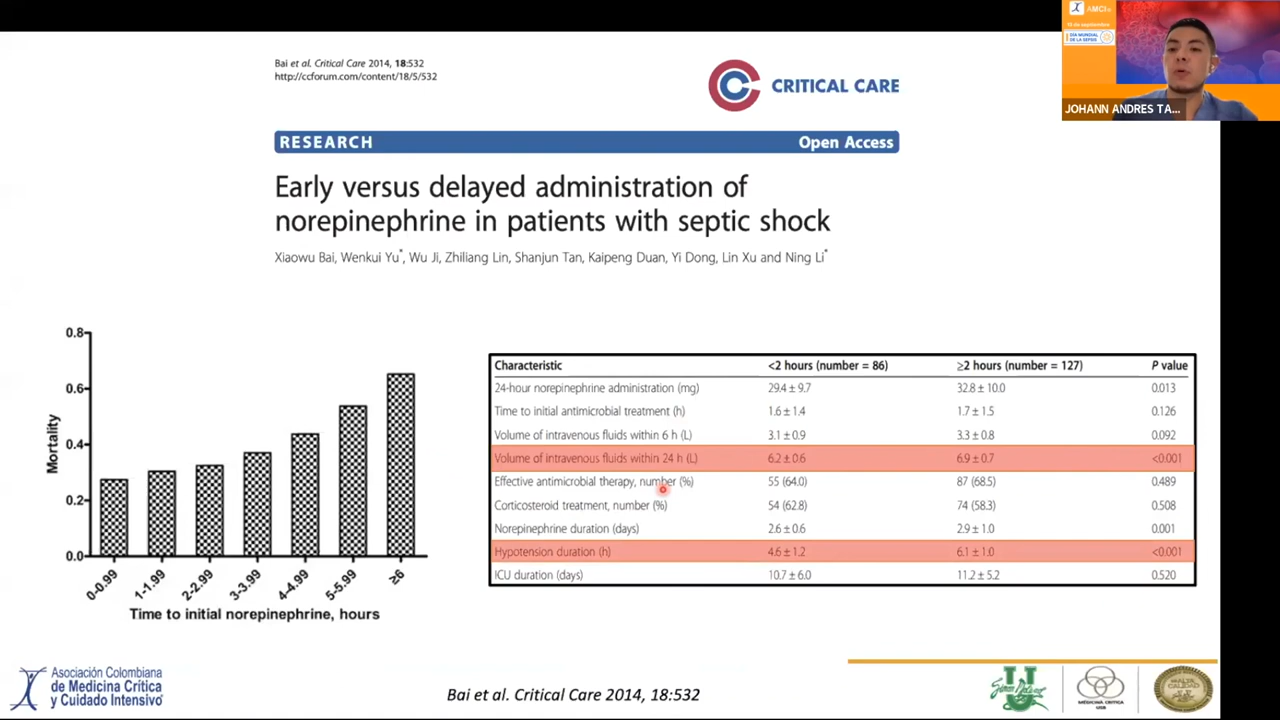 Bai et al. Critical Care 2014, 18:532
http://ccforum.com/content/18/5/532
CRITICAL CARE
RESEARCH Open Access
Early versus delayed administration of
norepinephrine in patients with septic shock
Xiaowu Bai, Wenkui Yu*, Wu Ji, Zhiliang Lin, Shanjun Tan, Kaipeng Duan, Yi Dong, Lin Xu and Ning Li*
AMCI
DÍA MUNDIAL
DE LA SEPSIS
JOHANN ANDRES TA...
Mortality
0.8
0.6
0.4
0.2
0.0
0-0.99
1-1.99
2-2.99
3-3.99
4-4.99
5-5.99
≥6
Time to initial norepinephrine, hours
Characteristic <2 hours (number = 86) ≥2 hours (number = 127) P value
24-hour norepinephrine administration (mg) 29.4 ± 9.7 32.8 ± 10.0 0.013
Time to initial antimicrobial treatment (h) 1.6 ± 1.4 1.7 ± 1.5 0.126
Volume of intravenous fluids within 6 h (L) 3.1 ± 0.9 3.3 ± 0.8 0.092
Volume of intravenous fluids within 24 h (L) 6.2 ± 0.6 6.9 ± 0.7 <0.001
Effective antimicrobial therapy, number (%) 55 (64.0) 87 (68.5) 0.489
Corticosteroid treatment, number (%) 54 (62.8) 74 (58.3) 0.508
Norepinephrine duration (days) 2.6 ± 0.6 2.9 ± 1.0 0.001
Hypotension duration (h) 4.6 ± 1.2 6.1 ± 1.0 <0.001
ICU duration (days) 10.7 ± 6.0 11.2 ± 5.2 0.520
Asociación Colombiana
de Medicina Crítica
y Cuidado Intensivo
Bai et al. Critical Care 2014, 18:532
MEDICINA CRITICA
USB